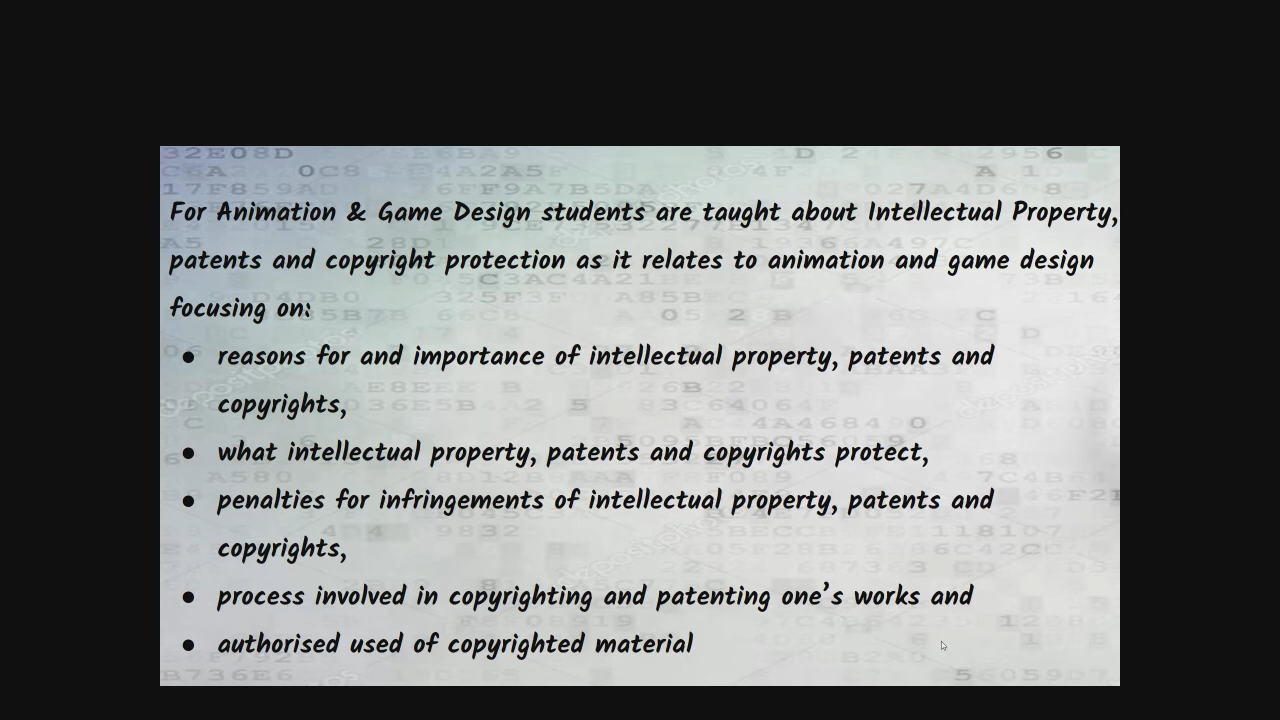 For Animation & Game Design students are taught about Intellectual Property,
patents and copyright protection as it relates to animation and game design
focusing on:
● reasons for and importance of intellectual property, patents and
copyrights,
● what intellectual property, patents and copyrights protect,
● penalties for infringements of intellectual property, patents and
copyrights,
● process involved in copyrighting and patenting one’s works and
● authorised used of copyrighted material